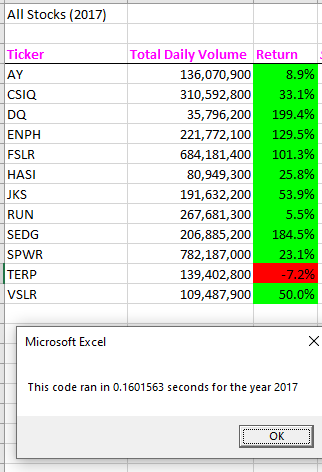 All Stocks (2017)
Ticker Total Daily Volume Return
AY 136,070,900 8.9%
CSIQ 310,592,800 33.1%
DQ 35,796,200 199.4%
ENPH 221,772,100 129.5%
FSLR 684,181,400 101.3%
HASI 80,949,300 25.8%
JKS 191,632,200 53.9%
RUN 267,681,300 5.5%
SEDG 206,885,200 184.5%
SPWR 782,187,000 23.1%
TERP 139,402,800 -7.2%
VSLR 109,487,900 50.0%
Microsoft Excel
This code ran in 0.1601563 seconds for the year 2017
OK